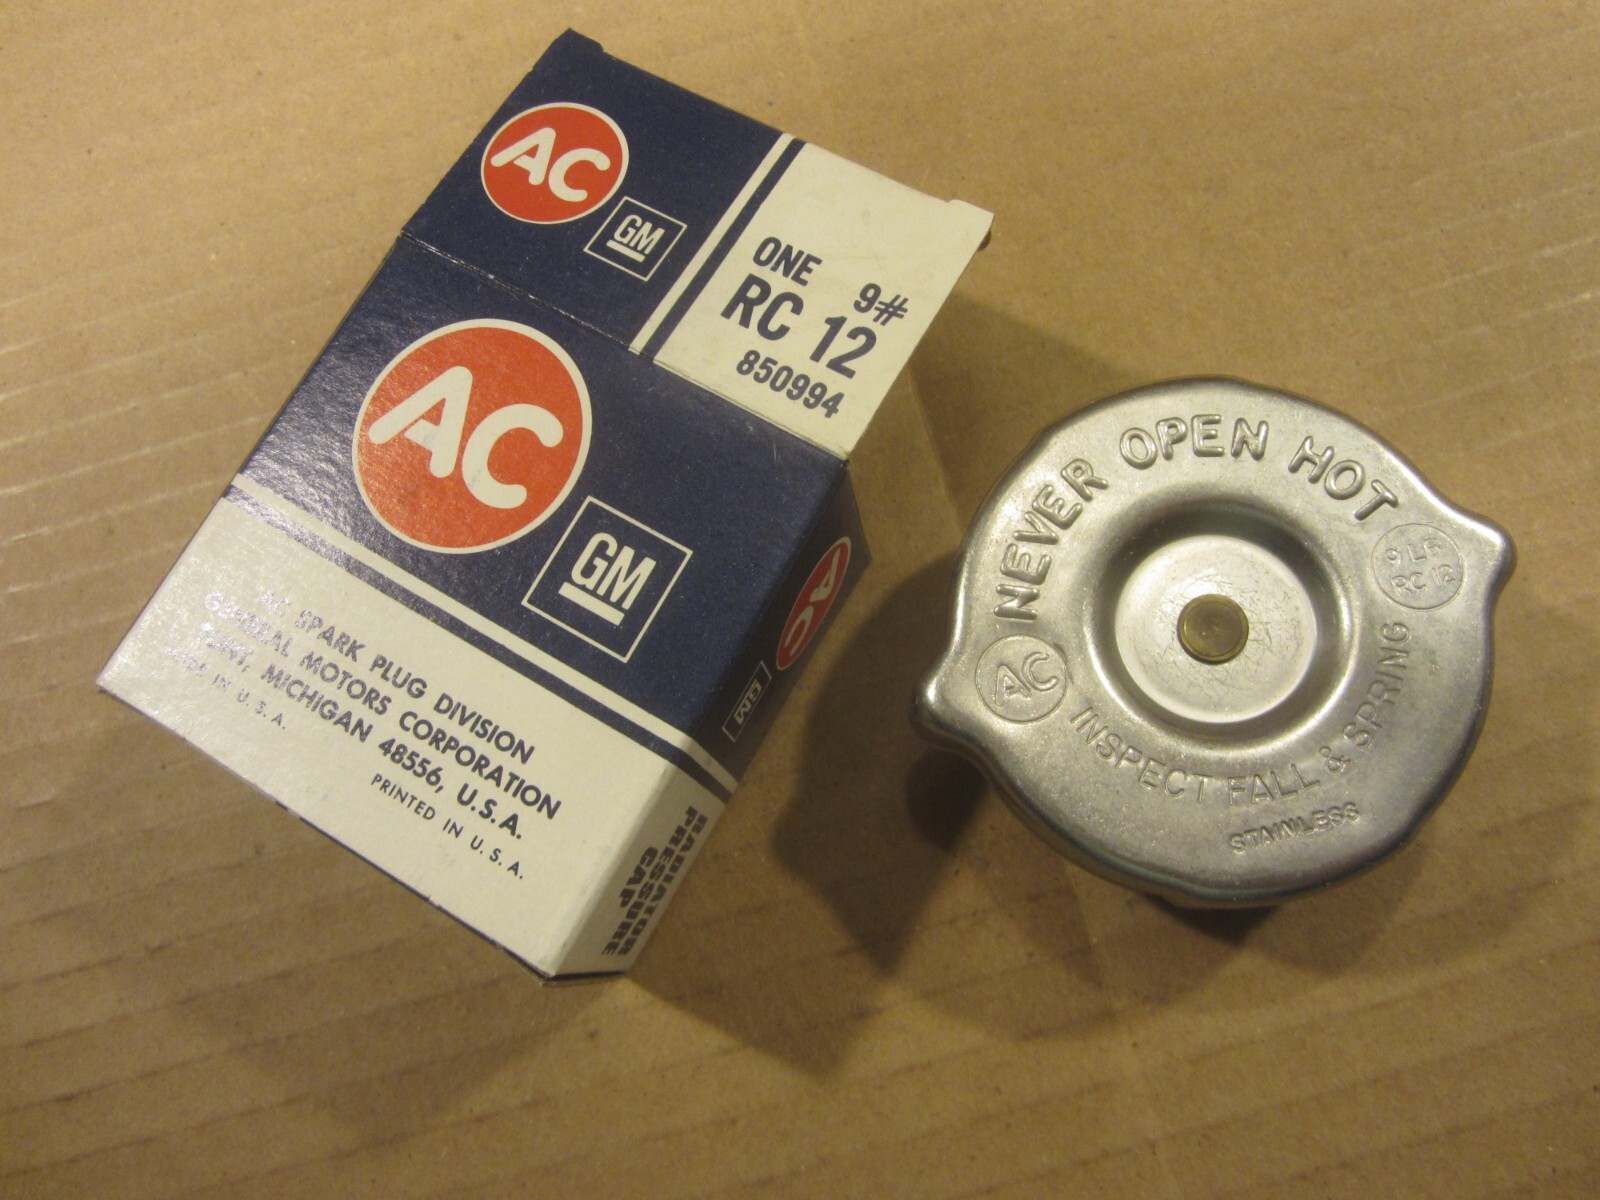 AC
GM
ONE 9#
RC 12
850994
AC
GM
AC SPARK PLUG DIVISION
GENERAL MOTORS CORPORATION
FLINT, MICHIGAN 48556, U.S.A.
PRINTED IN U.S.A.
AC
GM
RADIATOR
PRESSURE
CAP
NEVER OPEN HOT
9 LB
RC 12
AC
INSPECT FALL & SPRING
STAINLESS